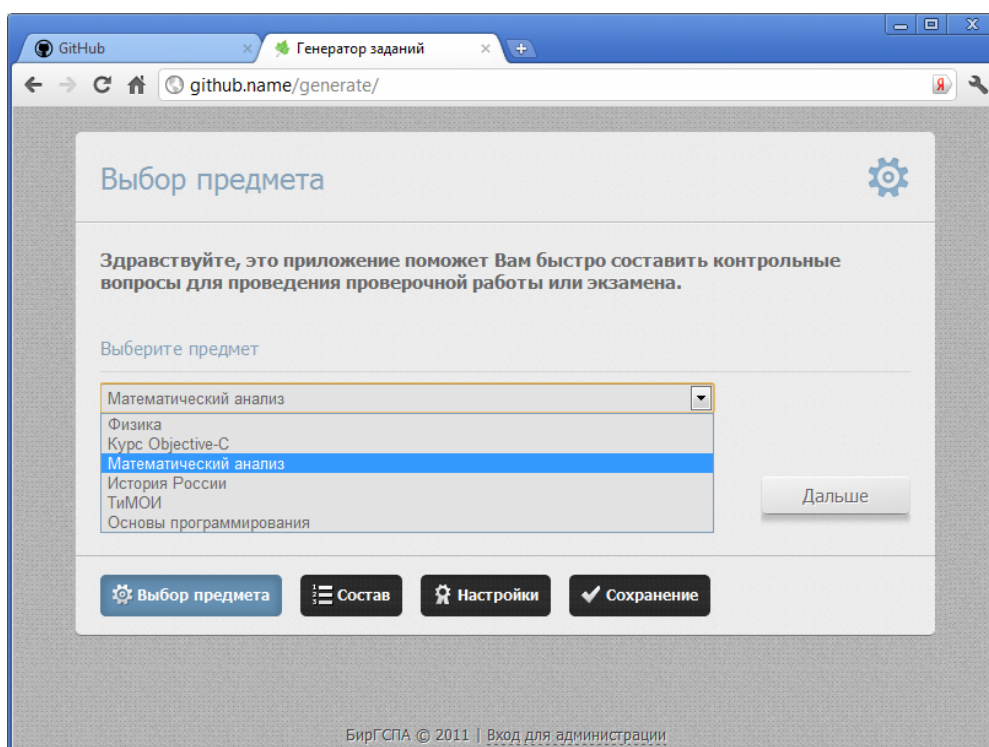 GitHub
Генератор заданий
github.name/generate/
Я
Выбор предмета
Здравствуйте, это приложение поможет Вам быстро составить контрольные
вопросы для проведения проверочной работы или экзамена.
Выберите предмет
Математический анализ
Физика
Курс Objective-C
Математический анализ
История России
ТиМОИ
Основы программирования
Дальше
Выбор предмета
Состав
Настройки
Сохранение
БирГСПА © 2011 | Вход для администрации